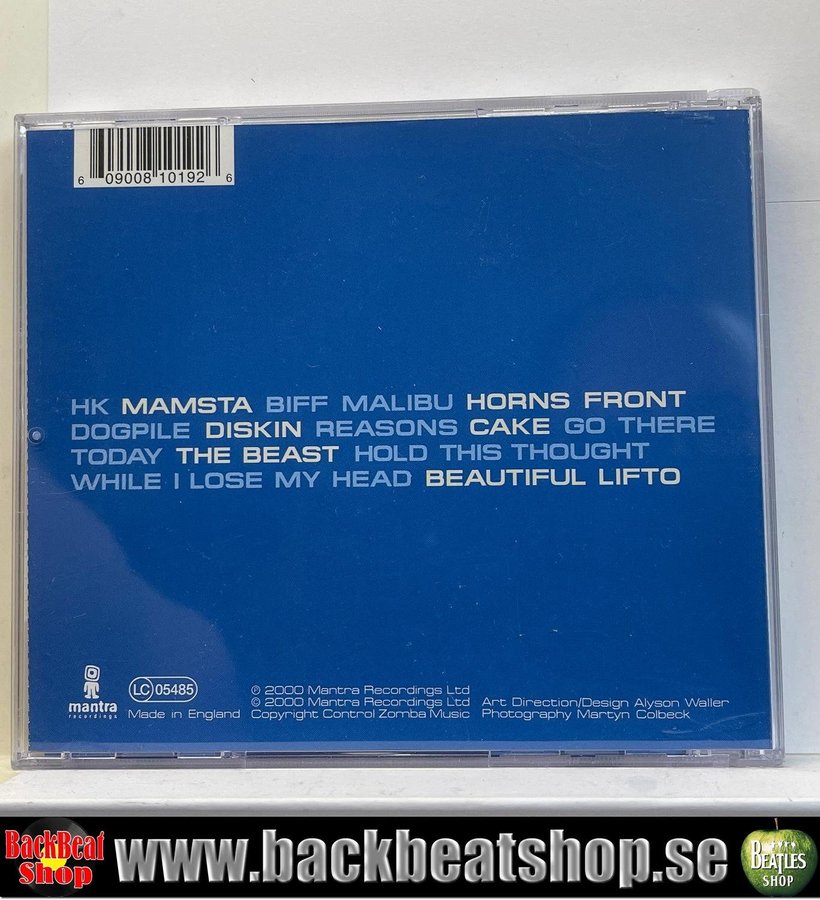 6 09008 10192 6
HK MAMSTA BIFF MALIBU HORNS FRONT
DOGPILE DISKIN REASONS CAKE GO THERE
TODAY THE BEAST HOLD THIS THOUGHT
WHILE I LOSE MY HEAD BEAUTIFUL LIFTO
mantra
recordings
LC 05485
Made in England
℗ 2000 Mantra Recordings Ltd
© 2000 Mantra Recordings Ltd
Copyright Control Zomba Music
Art Direction/Design Alyson Waller
Photography Martyn Colbeck
BackBeat
Shop
www.backbeatshop.se
BEATLES
SHOP